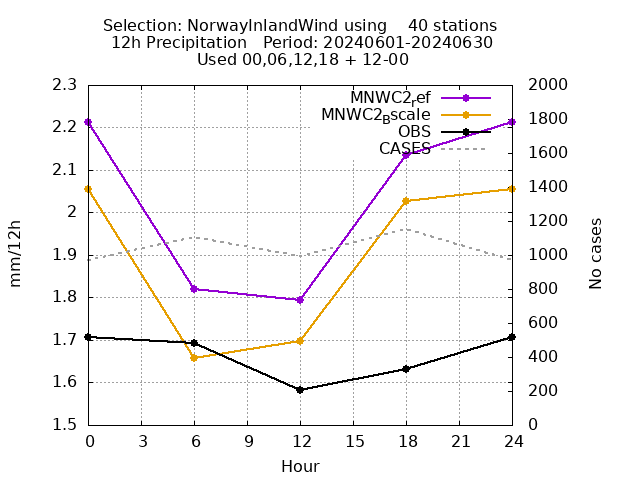 Selection: NorwayInlandWind using 40 stations
12h Precipitation Period: 20240601-20240630
Used 00,06,12,18 + 12-00
2.3
2.2
2.1
2
1.9
1.8
1.7
1.6
1.5
mm/12h
MNWC2_ref
MNWC2_Bscale
OBS
CASES
2000
1800
1600
1400
1200
1000
800
600
400
200
0
No cases
0 3 6 9 12 15 18 21 24
Hour